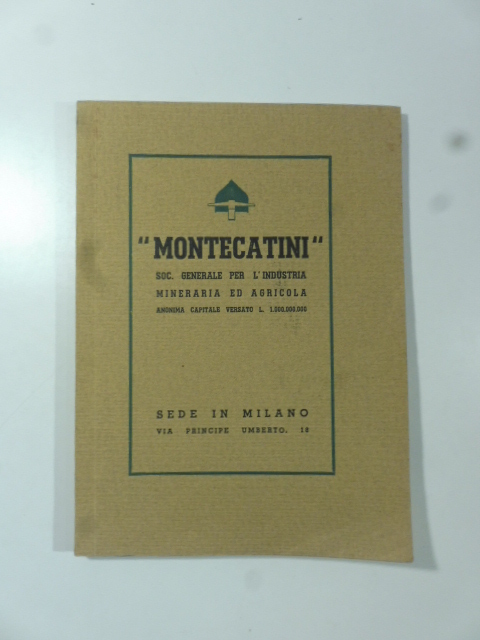 "MONTECATINI"
SOC. GENERALE PER L'INDUSTRIA
MINERARIA ED AGRICOLA
ANONIMA CAPITALE VERSATO L. 1.000.000.000
SEDE IN MILANO
VIA PRINCIPE UMBERTO, 18